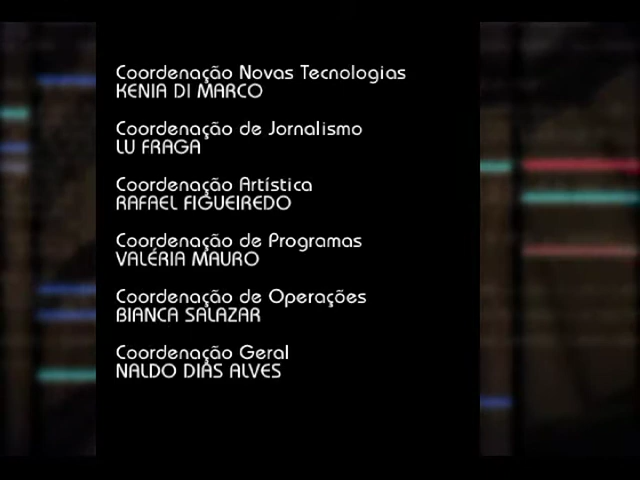 Coordenação Novas Tecnologias
KENIA DI MARCO
Coordenação de Jornalismo
LU FRAGA
Coordenação Artística
RAFAEL FIGUEIREDO
Coordenação de Programas
VALÉRIA MAURO
Coordenação de Operações
BIANCA SALAZAR
Coordenação Geral
NALDO DIAS ALVES